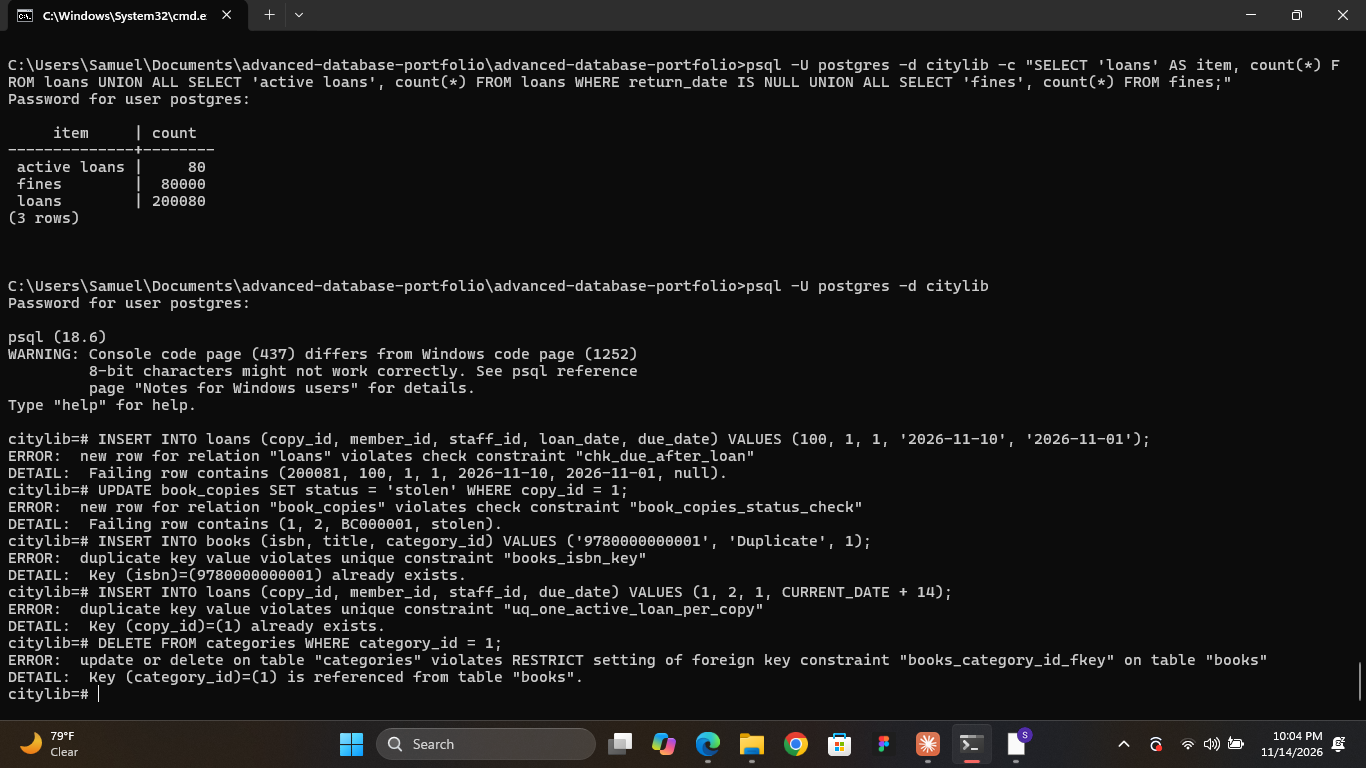 C:\Windows\System32\cmd.e
C:\Users\Samuel\Documents\advanced-database-portfolio\advanced-database-portfolio>psql -U postgres -d citylib -c "SELECT 'loans' AS item, count(*) F
ROM loans UNION ALL SELECT 'active loans', count(*) FROM loans WHERE return_date IS NULL UNION ALL SELECT 'fines', count(*) FROM fines;"
Password for user postgres:
     item     | count
--------------+--------
 active loans |     80
 fines        |  80000
 loans        | 200080
(3 rows)
C:\Users\Samuel\Documents\advanced-database-portfolio\advanced-database-portfolio>psql -U postgres -d citylib
Password for user postgres:
psql (18.6)
WARNING: Console code page (437) differs from Windows code page (1252)
         8-bit characters might not work correctly. See psql reference
         page "Notes for Windows users" for details.
Type "help" for help.
citylib=# INSERT INTO loans (copy_id, member_id, staff_id, loan_date, due_date) VALUES (100, 1, 1, '2026-11-10', '2026-11-01');
ERROR:  new row for relation "loans" violates check constraint "chk_due_after_loan"
DETAIL:  Failing row contains (200081, 100, 1, 1, 2026-11-10, 2026-11-01, null).
citylib=# UPDATE book_copies SET status = 'stolen' WHERE copy_id = 1;
ERROR:  new row for relation "book_copies" violates check constraint "book_copies_status_check"
DETAIL:  Failing row contains (1, 2, BC000001, stolen).
citylib=# INSERT INTO books (isbn, title, category_id) VALUES ('9780000000001', 'Duplicate', 1);
ERROR:  duplicate key value violates unique constraint "books_isbn_key"
DETAIL:  Key (isbn)=(9780000000001) already exists.
citylib=# INSERT INTO loans (copy_id, member_id, staff_id, due_date) VALUES (1, 2, 1, CURRENT_DATE + 14);
ERROR:  duplicate key value violates unique constraint "uq_one_active_loan_per_copy"
DETAIL:  Key (copy_id)=(1) already exists.
citylib=# DELETE FROM categories WHERE category_id = 1;
ERROR:  update or delete on table "categories" violates RESTRICT setting of foreign key constraint "books_category_id_fkey" on table "books"
DETAIL:  Key (category_id)=(1) is referenced from table "books".
citylib=#
79°F
Clear
Search
S
10:04 PM
11/14/2026